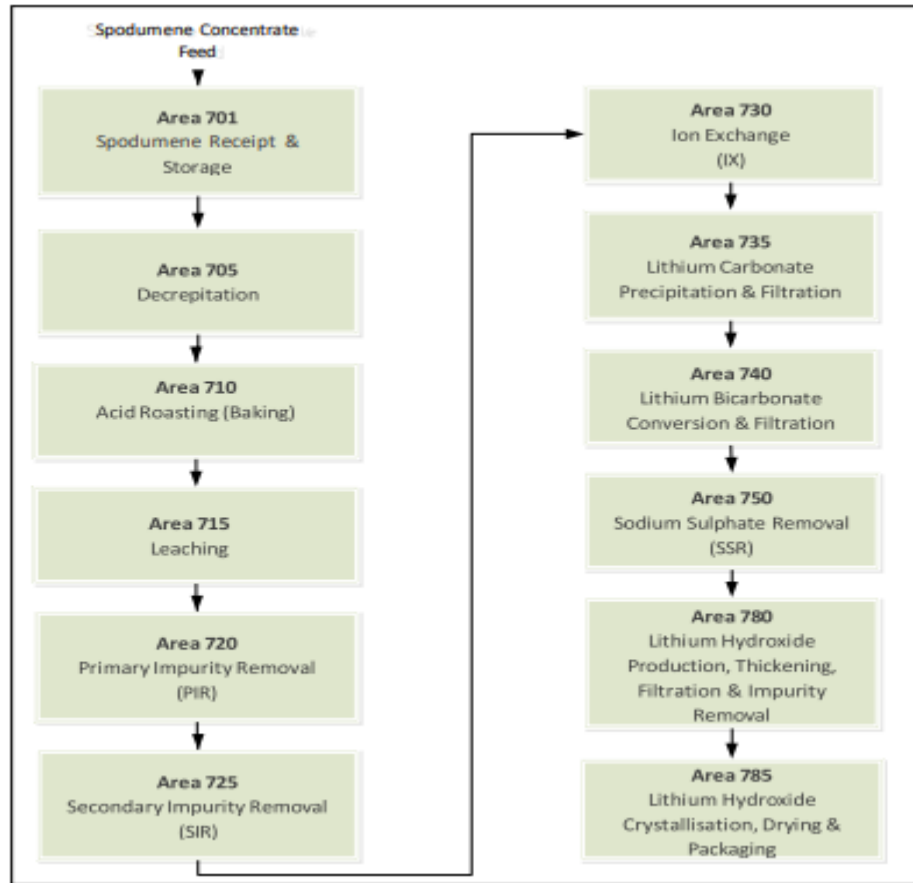 Spodumene Concentrate
Feed
Area 701
Spodumene Receipt &
Storage
Area 705
Decrepitation
Area 710
Acid Roasting (Baking)
Area 715
Leaching
Area 720
Primary Impurity Removal
(PIR)
Area 725
Secondary Impurity Removal
(SIR)
Area 730
Ion Exchange
(IX)
Area 735
Lithium Carbonate
Precipitation & Filtration
Area 740
Lithium Bicarbonate
Conversion & Filtration
Area 750
Sodium Sulphate Removal
(SSR)
Area 780
Lithium Hydroxide
Production, Thickening,
Filtration & Impurity
Removal
Area 785
Lithium Hydroxide
Crystallisation, Drying &
Packaging